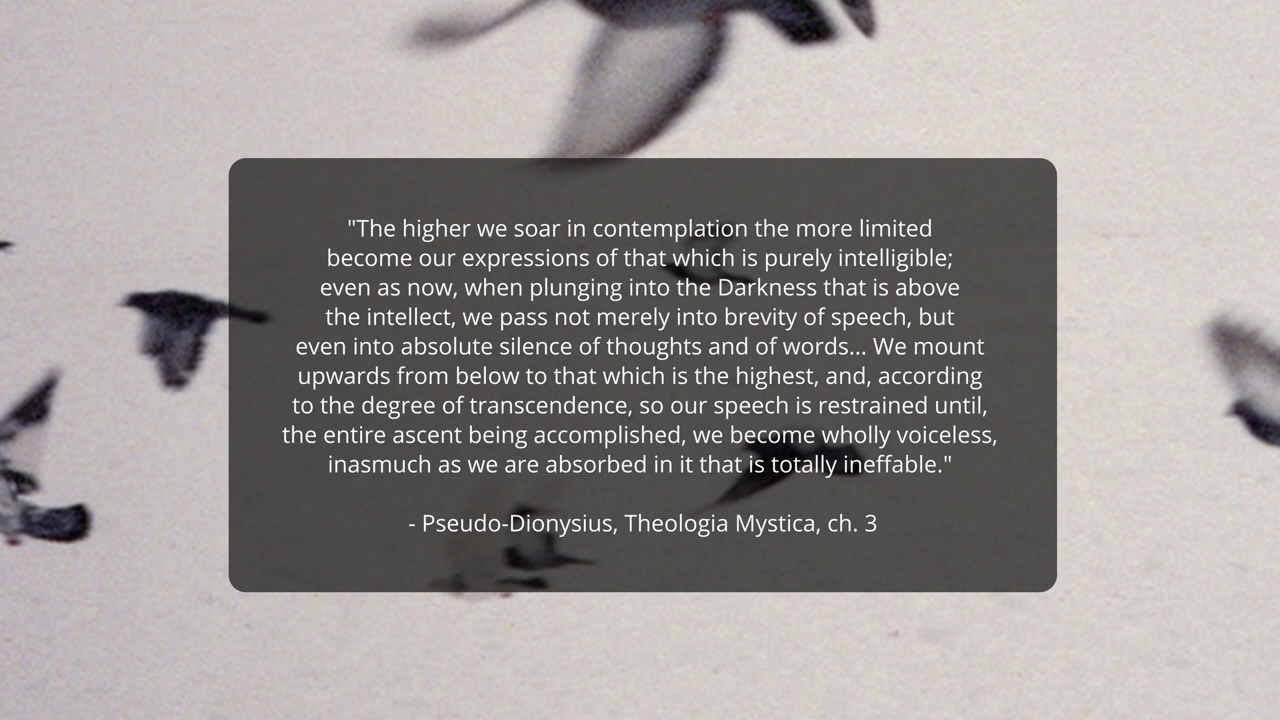 "The higher we soar in contemplation the more limited
become our expressions of that which is purely intelligible;
even as now, when plunging into the Darkness that is above
the intellect, we pass not merely into brevity of speech, but
even into absolute silence of thoughts and of words... We mount
upwards from below to that which is the highest, and, according
to the degree of transcendence, so our speech is restrained until,
the entire ascent being accomplished, we become wholly voiceless,
inasmuch as we are absorbed in it that is totally ineffable."
- Pseudo-Dionysius, Theologia Mystica, ch. 3